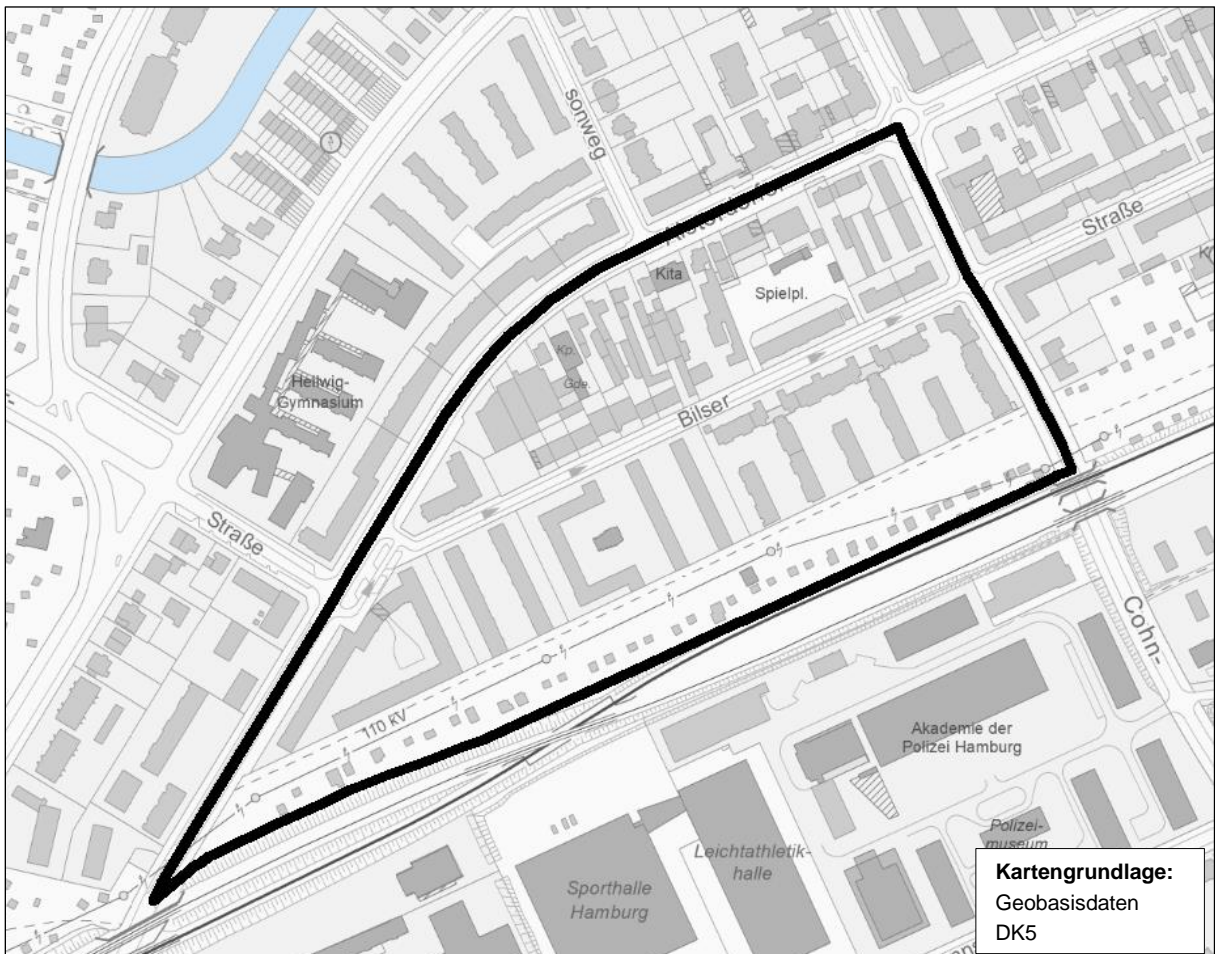 sonweg
Straße
Kita
Spielpl.
Kp.
Gde.
Hellwig-
Gymnasium
Bilser
Straße
110 kV
Cohn-
Akademie der
Polizei Hamburg
Polizei-
museum
Leichtathletik-
halle
Sporthalle
Hamburg
Kartengrundlage:
Geobasisdaten
DK5